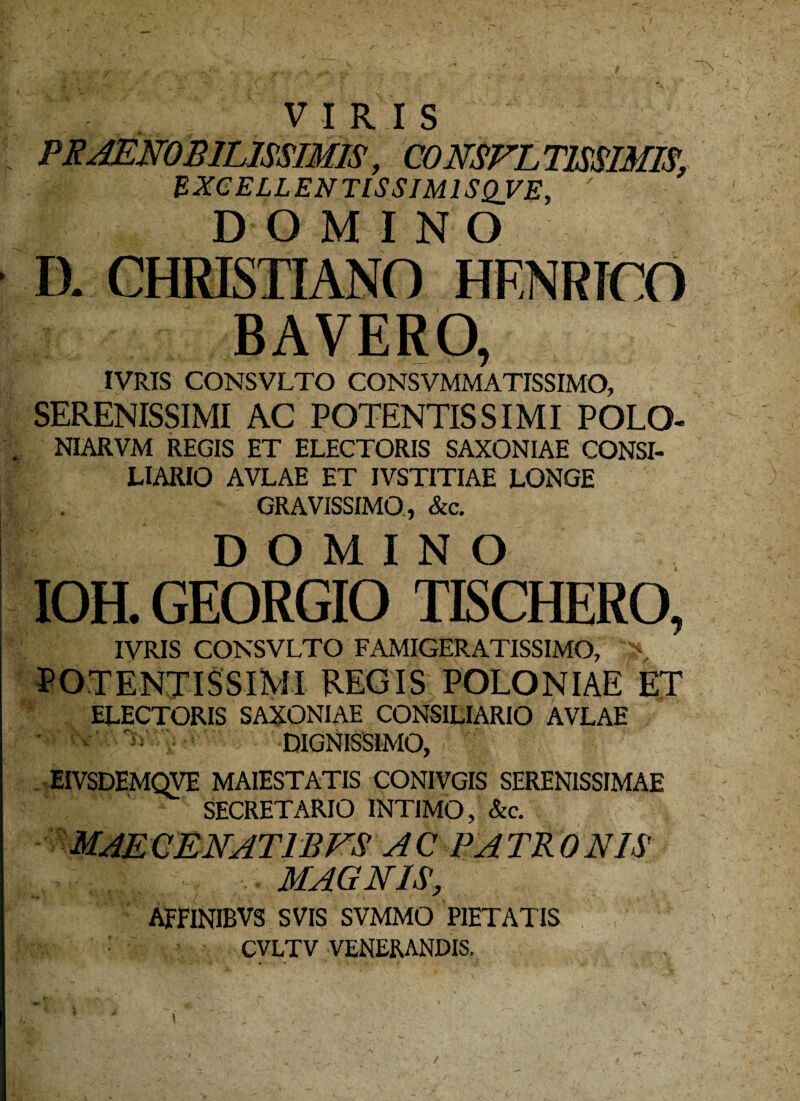 VIRIS
PRAENOBILISSIMIS, CONSVLTISSIMIS,
EXCELLENTISSIMISQVE,
DOMINO
D. CHRISTIANO HENRICO
BAVERO,
IVRIS CONSVLTO CONSVMMATISSIMO,
SERENISSIMI AC POTENTISSIMI POLO-
NIARVM REGIS ET ELECTORIS SAXONIAE CONSI-
LIARIO AVLAE ET IVSTITIAE LONGE
GRAVISSIMO, &c.
DOMINO
IOH. GEORGIO TISCHERO,
IVRIS CONSVLTO FAMIGERATISSIMO,
POTENTISSIMI REGIS POLONIAE ET
ELECTORIS SAXONIAE CONSILIARIO AVLAE
DIGNISSIMO,
EIVSDEMQVE MAIESTATIS CONIVGIS SERENISSIMAE
SECRETARIO INTIMO, &c.
MAECENATIBVS AC PATRONIS
MAGNIS,
AFFINIBVS SVIS SVMMO PIETATIS
CVLTV VENERANDIS.